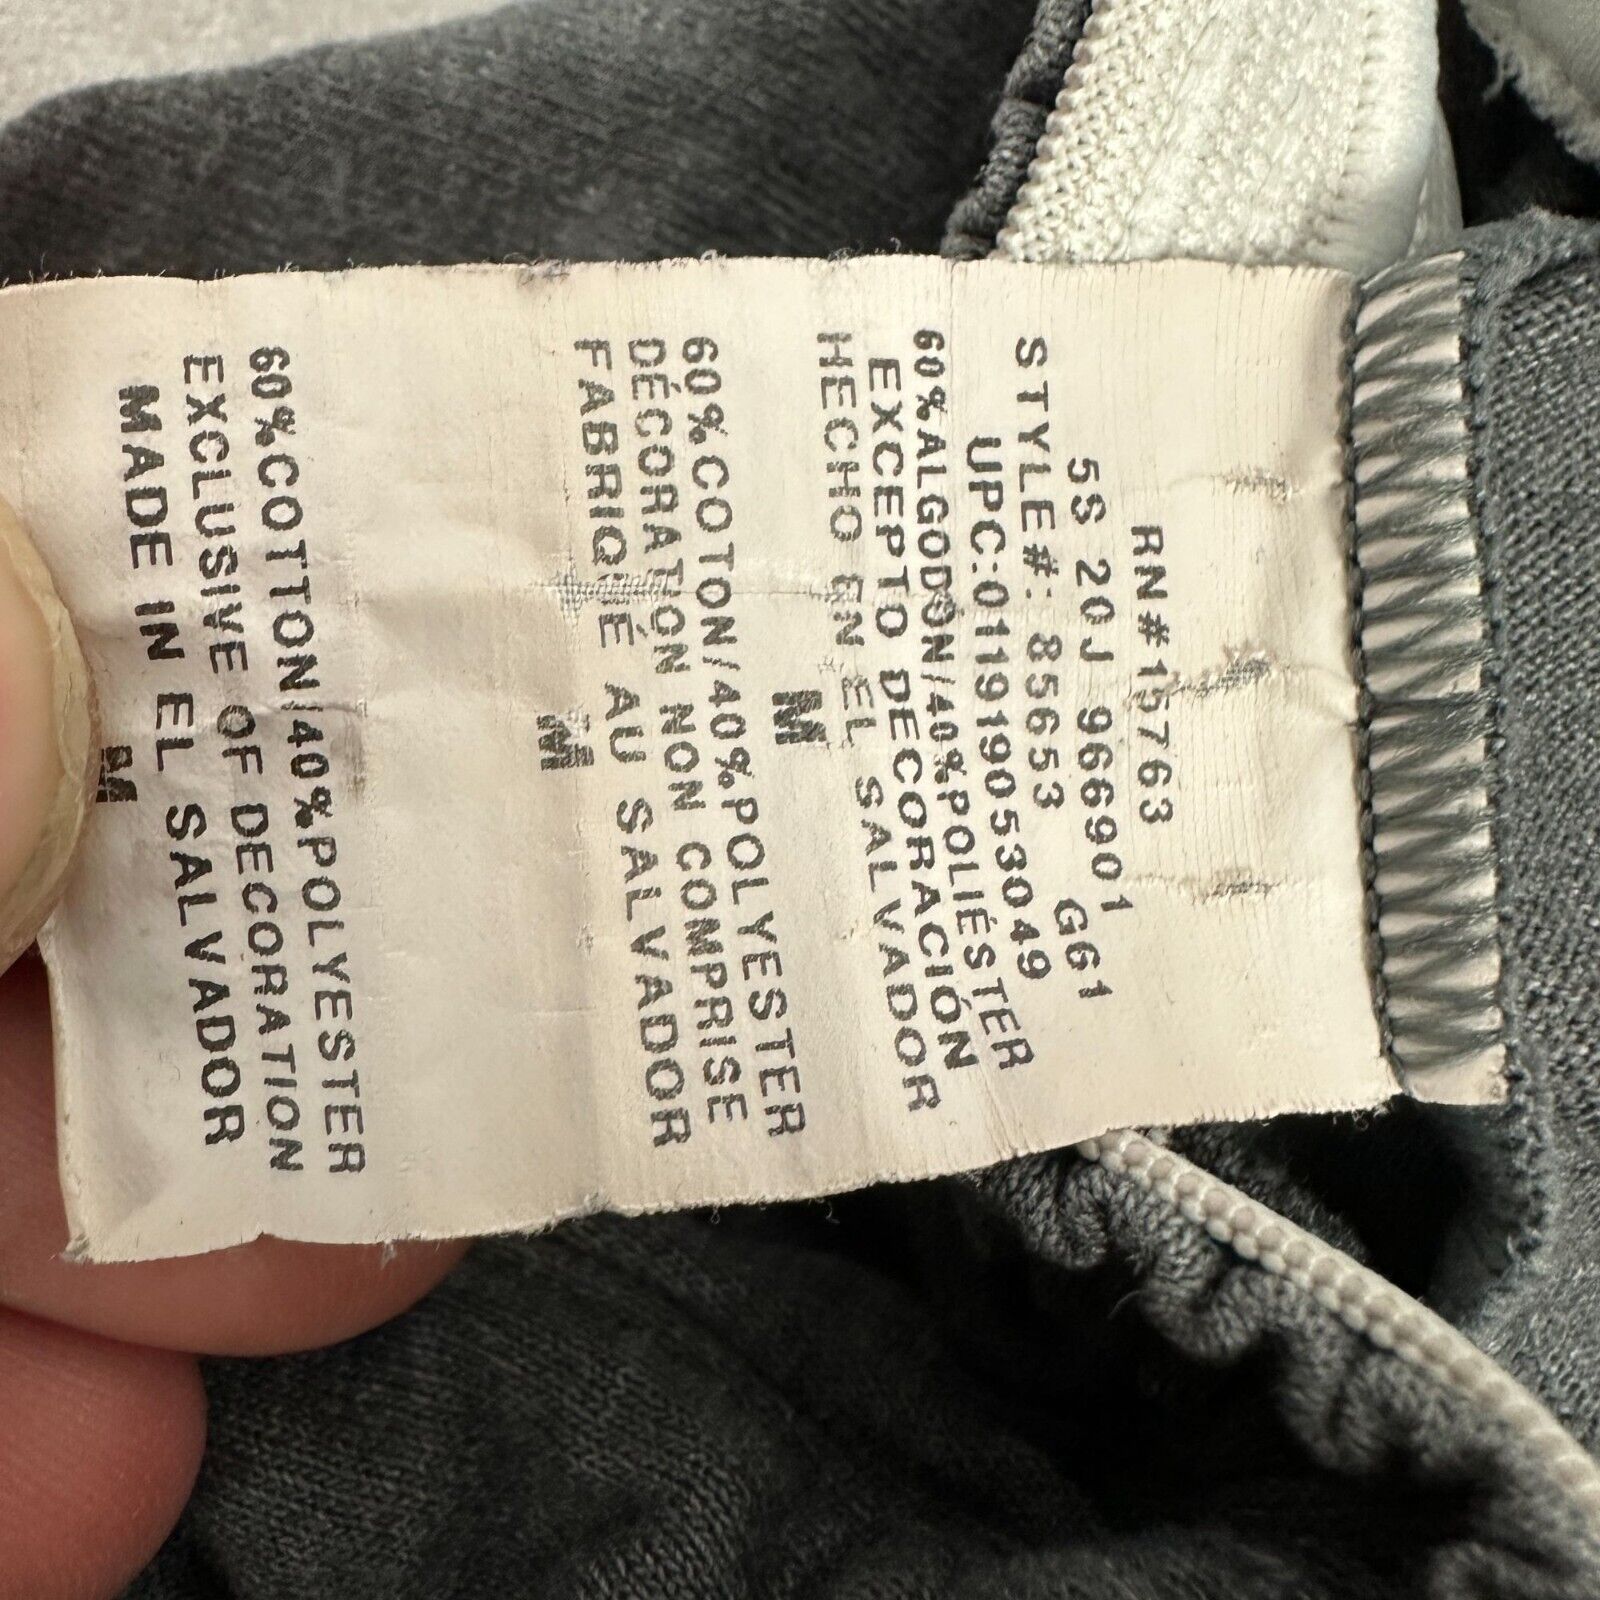 RN#15763
5S 20J 966901 GG1
STYLE#: 85653
UPC:011919053049
60%ALGODÓN/40%POLIÉSTER
EXCEPTO DECORACIÓN
HECHO EN EL SALVADOR
M
60%COTON/40%POLYESTER
DÉCORATION NON COMPRISE
FABRIQUÉ AU SALVADOR
M
60%COTTON/40%POLYESTER
EXCLUSIVE OF DECORATION
MADE IN EL SALVADOR
M